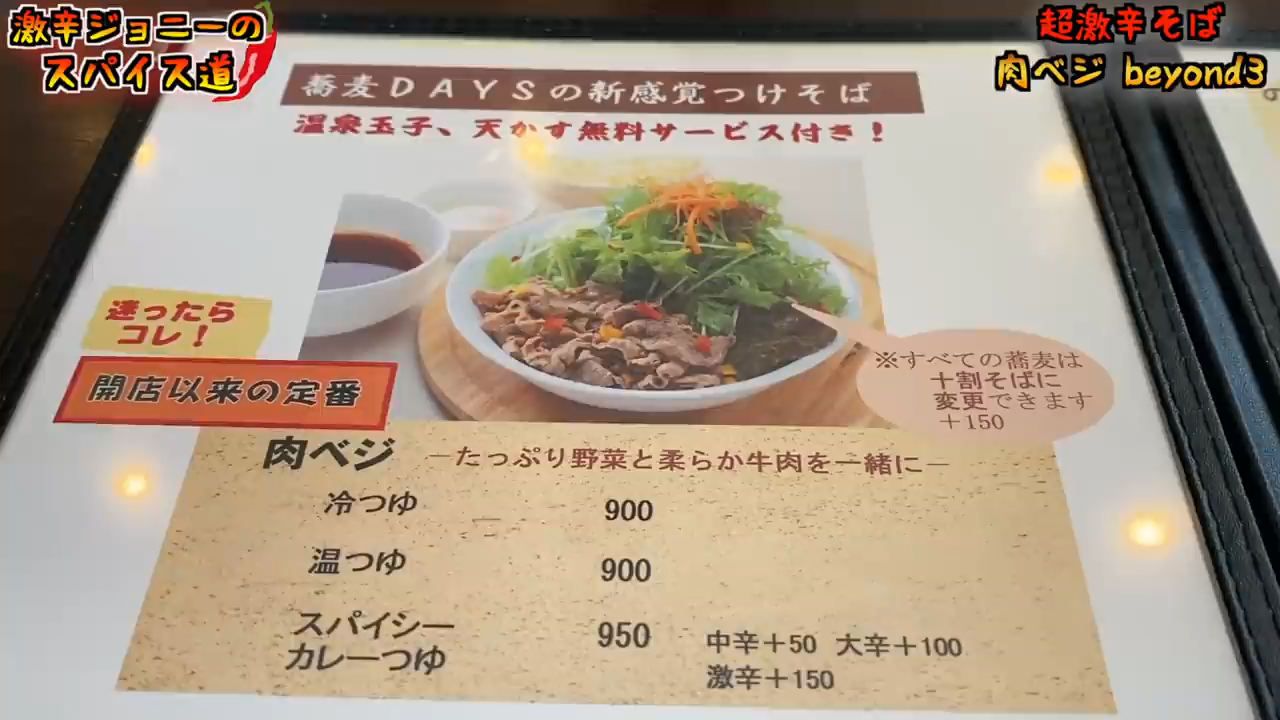 激辛ジョニーの
スパイス道
超激辛そば
肉ベジ beyond3
蕎麦DAYSの新感覚つけそば
温泉玉子、天かす無料サービス付き！
迷ったら
コレ！
開店以来の定番
※すべての蕎麦は
十割そばに
変更できます
+150
肉ベジ ―たっぷり野菜と柔らか牛肉を一緒に―
冷つゆ 900
温つゆ 900
スパイシー
カレーつゆ 950 中辛+50 大辛+100
激辛+150